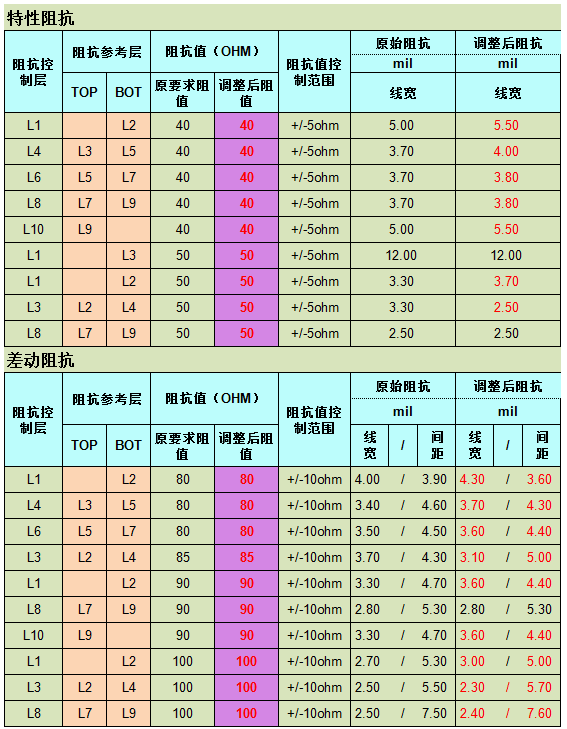 特性阻抗
阻抗控制层 阻抗参考层 阻抗值（OHM） 阻抗值控制范围 原始阻抗 调整后阻抗
mil mil
TOP BOT 原要求阻值 调整后阻值 线宽 线宽
L1 L2 40 40 +/-5ohm 5.00 5.50
L4 L3 L5 40 40 +/-5ohm 3.70 4.00
L6 L5 L7 40 40 +/-5ohm 3.70 3.80
L8 L7 L9 40 40 +/-5ohm 3.70 3.80
L10 L9 40 40 +/-5ohm 5.00 5.50
L1 L3 50 50 +/-5ohm 12.00 12.00
L1 L2 50 50 +/-5ohm 3.30 3.70
L3 L2 L4 50 50 +/-5ohm 3.30 2.50
L8 L7 L9 50 50 +/-5ohm 2.50 2.50
差动阻抗
阻抗控制层 阻抗参考层 阻抗值（OHM） 阻抗值控制范围 原始阻抗 调整后阻抗
mil mil
TOP BOT 原要求阻值 调整后阻值 线宽 / 间距 线宽 / 间距
L1 L2 80 80 +/-10ohm 4.00 / 3.90 4.30 / 3.60
L4 L3 L5 80 80 +/-10ohm 3.40 / 4.60 3.70 / 4.30
L6 L5 L7 80 80 +/-10ohm 3.50 / 4.50 3.60 / 4.40
L3 L2 L4 85 85 +/-10ohm 3.70 / 4.30 3.10 / 5.00
L1 L2 90 90 +/-10ohm 3.30 / 4.70 3.60 / 4.40
L8 L7 L9 90 90 +/-10ohm 2.80 / 5.30 2.80 / 5.30
L10 L9 90 90 +/-10ohm 3.30 / 4.70 3.60 / 4.40
L1 L2 100 100 +/-10ohm 2.70 / 5.30 3.00 / 5.00
L3 L2 L4 100 100 +/-10ohm 2.50 / 5.50 2.30 / 5.70
L8 L7 L9 100 100 +/-10ohm 2.50 / 7.50 2.40 / 7.60